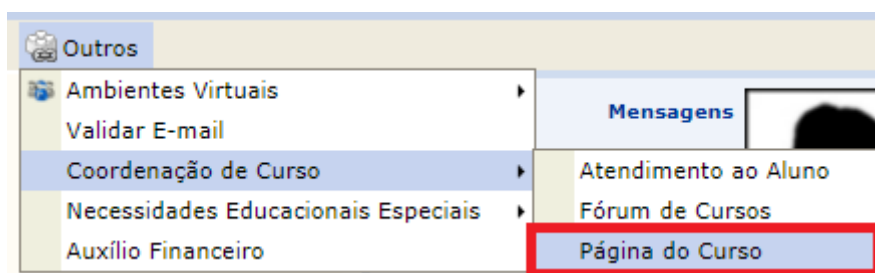 Outros
Ambientes Virtuais
Mensagens
Validar E-mail
Coordenação de Curso
Atendimento ao Aluno
Necessidades Educacionais Especiais
Fórum de Cursos
Auxílio Financeiro
Página do Curso